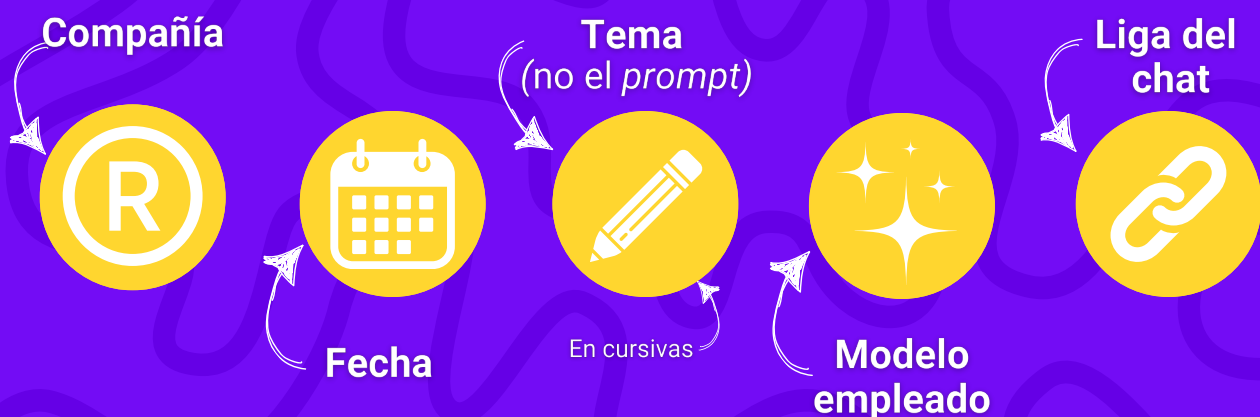 Compañía
Tema
(no el prompt)
Liga del
chat
R
En cursivas
Fecha
Modelo
empleado